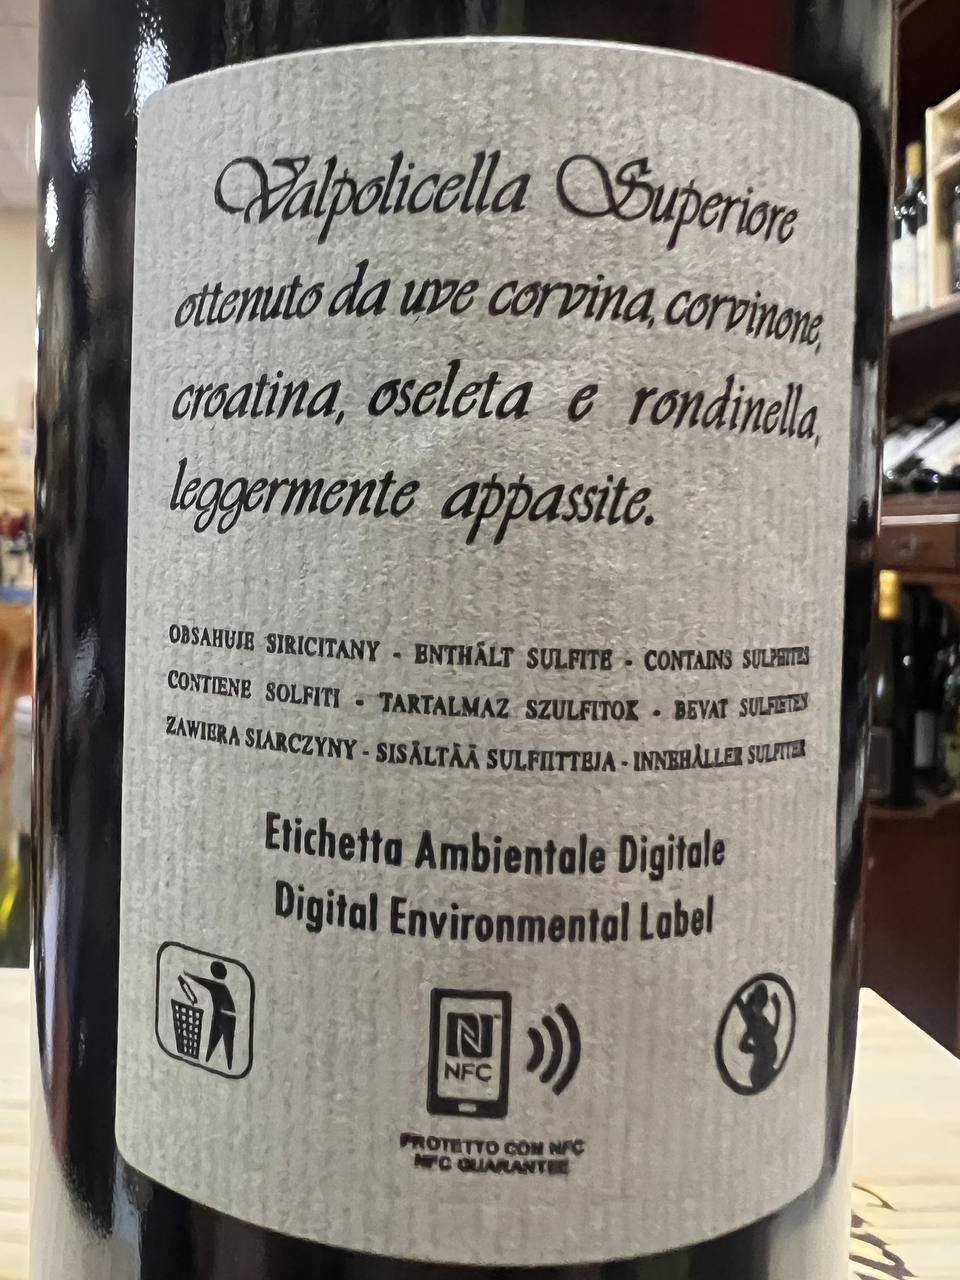 Valpolicella Superiore
ottenuto da uve corvina, corvinone,
croatina, oseleta e rondinella,
leggermente appassite.
OBSAHUJE SIRICITANY - ENTHÄLT SULFITE - CONTAINS SULPHITES
CONTIENE SOLFITI - TARTALMAZ SZULFITOK - BEVAT SULFIETEN
ZAWIERA SIARCZYNY - SISÄLTÄÄ SULFIITTEJA - INNEHÅLLER SULFITER
Etichetta Ambientale Digitale
Digital Environmental Label
N
NFC
PROTETTO CON NFC
NFC GUARANTEE